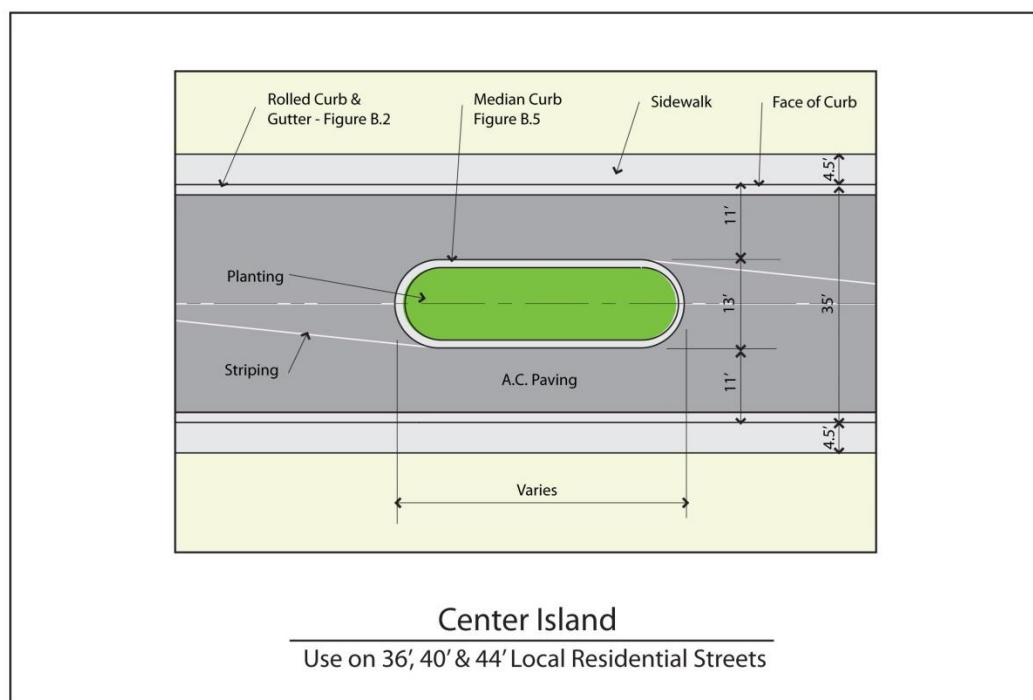 Rolled Curb &
Gutter - Figure B.2
Median Curb
Figure B.5
Sidewalk
Face of Curb
4.5’
11’
Planting
13’
35’
Striping
A.C. Paving
11’
4.5’
Varies
Center Island
Use on 36’, 40’ & 44’ Local Residential Streets